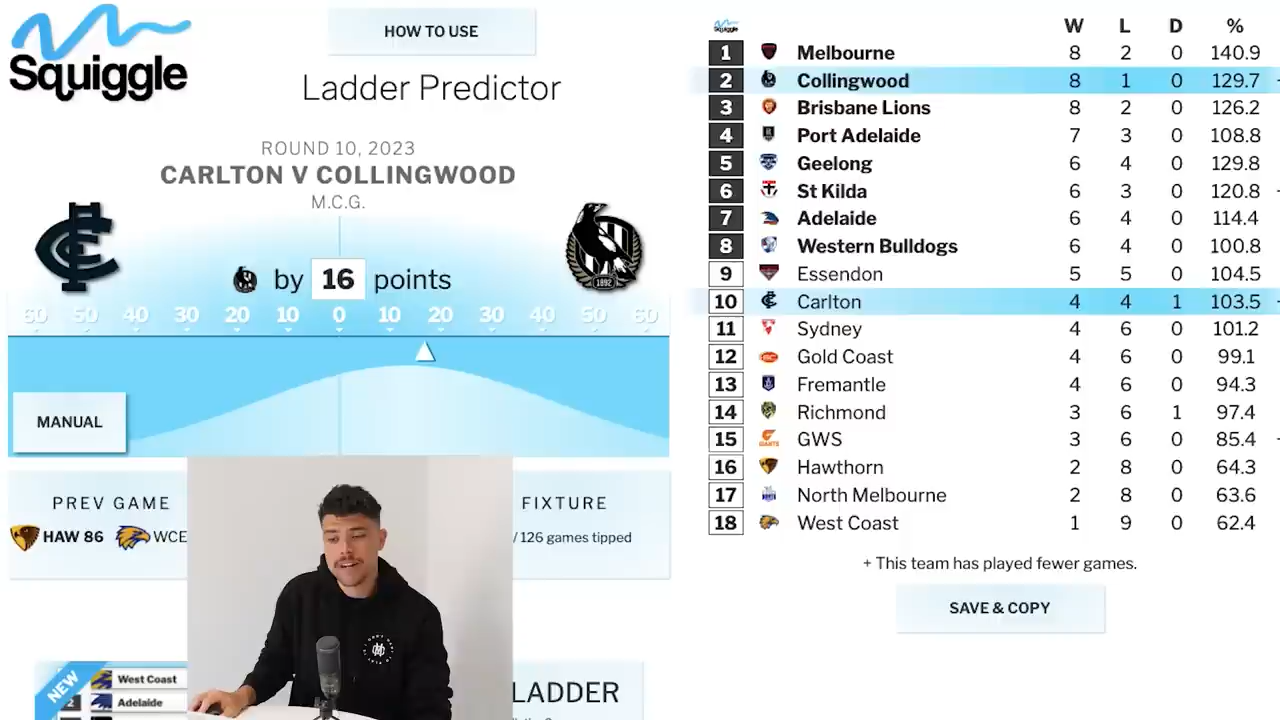 Squiggle
HOW TO USE
Ladder Predictor
ROUND 10, 2023
CARLTON V COLLINGWOOD
M.C.G.
by 16 points
60 50 40 30 20 10 0 10 20 30 40 50 60
MANUAL
PREV GAME
HAW 86 WCE
FIXTURE
/ 126 games tipped
NEW
West Coast
Adelaide
LADDER
Squiggle W L D %
1 Melbourne 8 2 0 140.9
2 Collingwood 8 1 0 129.7
3 Brisbane Lions 8 2 0 126.2
4 Port Adelaide 7 3 0 108.8
5 Geelong 6 4 0 129.8
6 St Kilda 6 3 0 120.8
7 Adelaide 6 4 0 114.4
8 Western Bulldogs 6 4 0 100.8
9 Essendon 5 5 0 104.5
10 Carlton 4 4 1 103.5
11 Sydney 4 6 0 101.2
12 Gold Coast 4 6 0 99.1
13 Fremantle 4 6 0 94.3
14 Richmond 3 6 1 97.4
15 GWS 3 6 0 85.4
16 Hawthorn 2 8 0 64.3
17 North Melbourne 2 8 0 63.6
18 West Coast 1 9 0 62.4
+ This team has played fewer games.
SAVE & COPY